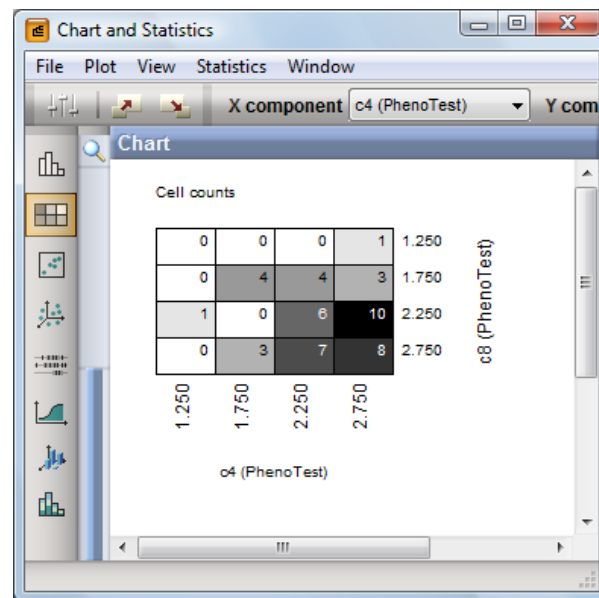 Chart and Statistics
File Plot View Statistics Window
X component c4 (PhenoTest) Y com
Chart
Cell counts
0 0 0 1 1.250
0 4 4 3 1.750
1 0 6 10 2.250
0 3 7 8 2.750
c8 (PhenoTest)
1.250 1.750 2.250 2.750
c4 (PhenoTest)